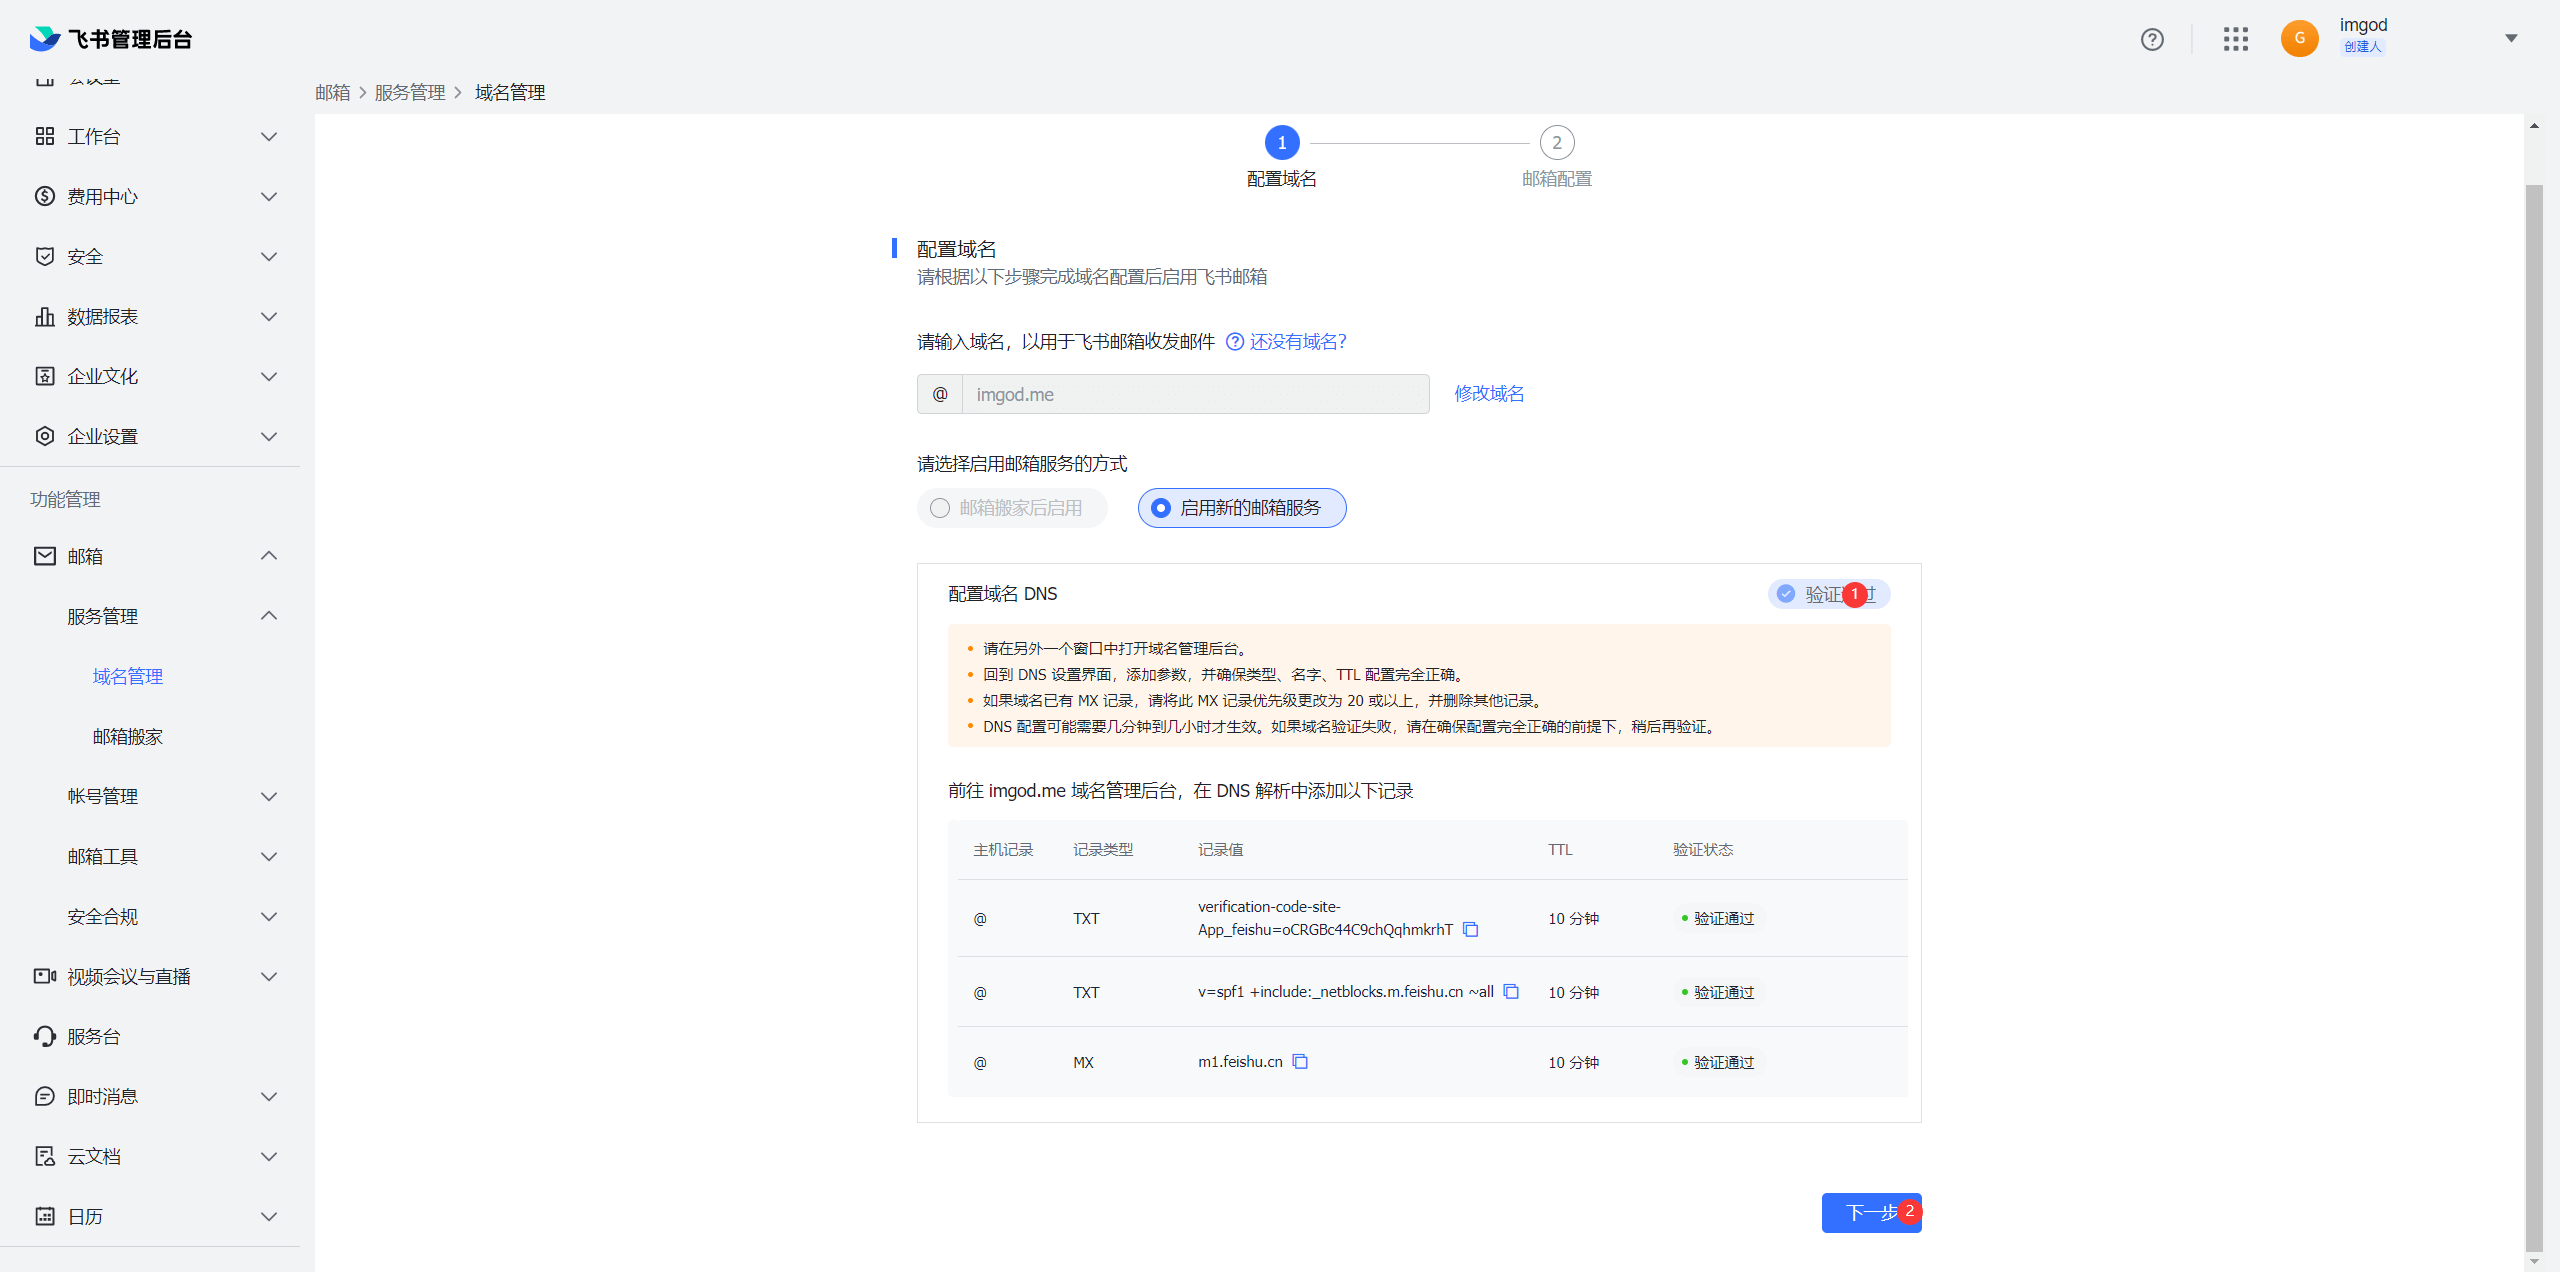 飞书管理后台
imgod
创建人
G
工作台
费用中心
安全
数据报表
企业文化
企业设置
功能管理
邮箱
服务管理
域名管理
邮箱搬家
帐号管理
邮箱工具
安全合规
视频会议与直播
服务台
即时消息
云文档
日历
邮箱 > 服务管理 > 域名管理
1
2
配置域名
邮箱配置
配置域名
请根据以下步骤完成域名配置后启用飞书邮箱
请输入域名，以用于飞书邮箱收发邮件 还没有域名?
@ imgod.me 修改域名
请选择启用邮箱服务的方式
邮箱搬家后启用 启用新的邮箱服务
配置域名 DNS
验证 1
请在另外一个窗口中打开域名管理后台。
回到 DNS 设置界面，添加参数，并确保类型、名字、TTL 配置完全正确。
如果域名已有 MX 记录，请将此 MX 记录优先级更改为 20 或以上，并删除其他记录。
DNS 配置可能需要几分钟到几小时才生效。如果域名验证失败，请在确保配置完全正确的前提下，稍后再验证。
前往 imgod.me 域名管理后台，在 DNS 解析中添加以下记录
主机记录 记录类型 记录值 TTL 验证状态
@ TXT verification-code-site-
App_feishu=oCRGBc44C9chQqhmkrhT 10 分钟 验证通过
@ TXT v=spf1 +include:_netblocks.m.feishu.cn ~all 10 分钟 验证通过
@ MX m1.feishu.cn 10 分钟 验证通过
下一步 2